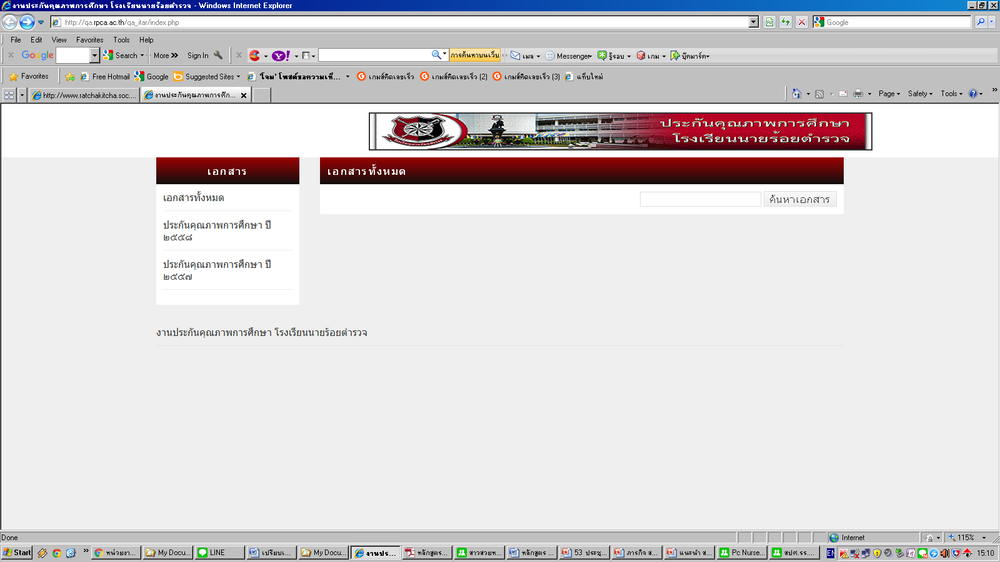 งานประกันคุณภาพการศึกษา โรงเรียนนายร้อยตำรวจ - Windows Internet Explorer
http://qa.rpca.ac.th/qa_itar/index.php
Google
File Edit View Favorites Tools Help
Google Search More Sign In Y! การค้นหาบนเว็บ เมล Messenger รู้รอบ เกม บุ๊คมาร์ค
Favorites Free Hotmail Google Suggested Sites 'โจม' โพสต์ขอความเห็... เกมส์คิดเลขเร็ว เกมส์คิดเลขเร็ว (2) เกมส์คิดเลขเร็ว (3) แท็บใหม่
http://www.ratchakitcha.soc.... งานประกันคุณภาพการศึก... Page Safety Tools
ประกันคุณภาพการศึกษา
โรงเรียนนายร้อยตำรวจ
เอกสาร
เอกสารทั้งหมด
ประกันคุณภาพการศึกษา ปี
๒๕๕๘
ประกันคุณภาพการศึกษา ปี
๒๕๕๗
เอกสารทั้งหมด
ค้นหาเอกสาร
งานประกันคุณภาพการศึกษา โรงเรียนนายร้อยตำรวจ
Done Internet 115%
Start หน่วยงา... My Docu... LINE เปรียบเ... My Docu... งานปร... หลักสูตร... สาวสวยท... หลักสูตร ... 53 ประชุ... ภารกิจ ส... แนะนำ ส... Pc Nurse... สปศ.รร.... EN 15:10